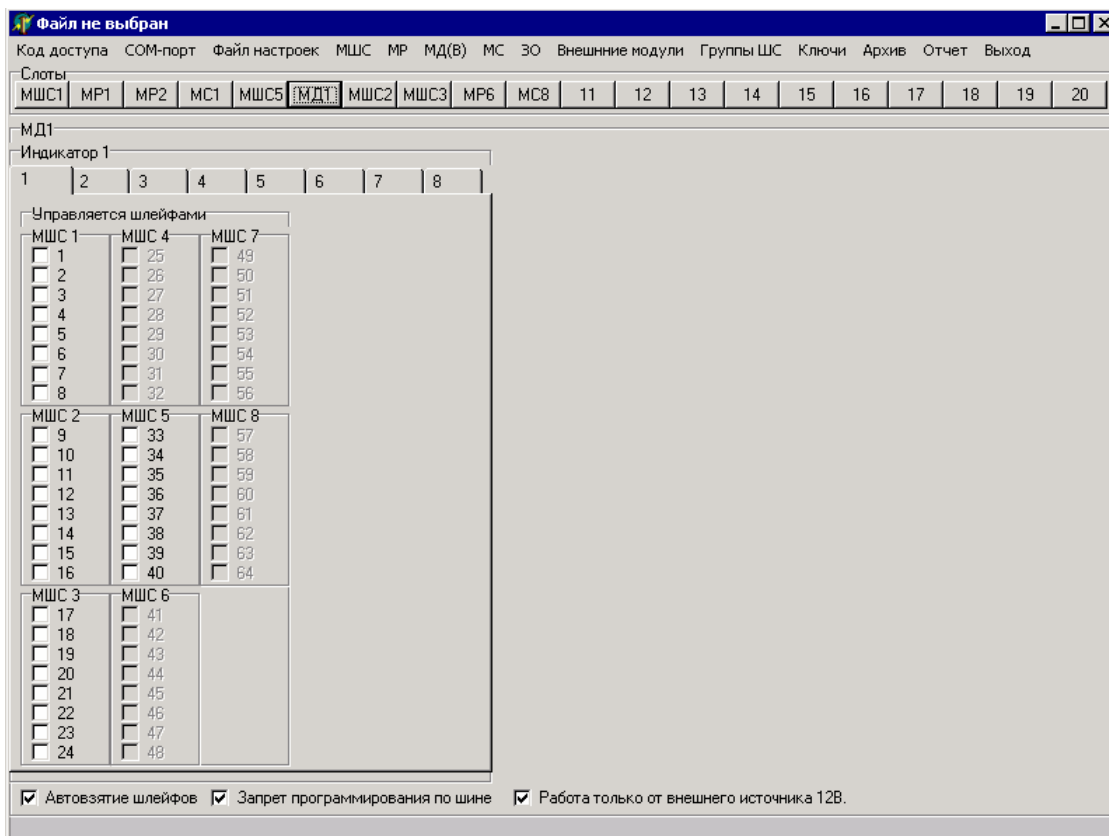 Файл не выбран
Код доступа COM-порт Файл настроек МШС МР МД(В) МС ЗО Внешнние модули Группы ШС Ключи Архив Отчет Выход
Слоты
МШС1 МР1 МР2 МС1 МШС5 МД1 МШС2 МШС3 МР6 МС8 11 12 13 14 15 16 17 18 19 20
МД1
Индикатор 1
1 2 3 4 5 6 7 8
Управляется шлейфами
МШС 1 МШС 4 МШС 7
1 25 49
2 26 50
3 27 51
4 28 52
5 29 53
6 30 54
7 31 55
8 32 56
МШС 2 МШС 5 МШС 8
9 33 57
10 34 58
11 35 59
12 36 60
13 37 61
14 38 62
15 39 63
16 40 64
МШС 3 МШС 6
17 41
18 42
19 43
20 44
21 45
22 46
23 47
24 48
Автовзятие шлейфов Запрет программирования по шине Работа только от внешнего источника 12В.